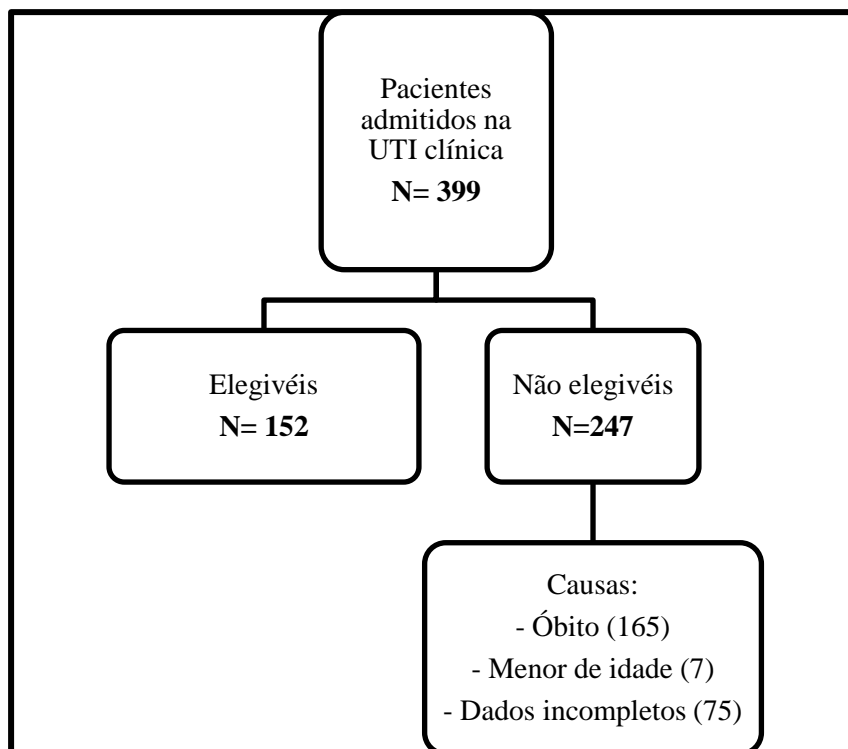 Pacientes
admitidos na
UTI clínica
N= 399
Elegivéis
N= 152
Não elegivéis
N=247
Causas:
- Óbito (165)
- Menor de idade (7)
- Dados incompletos (75)